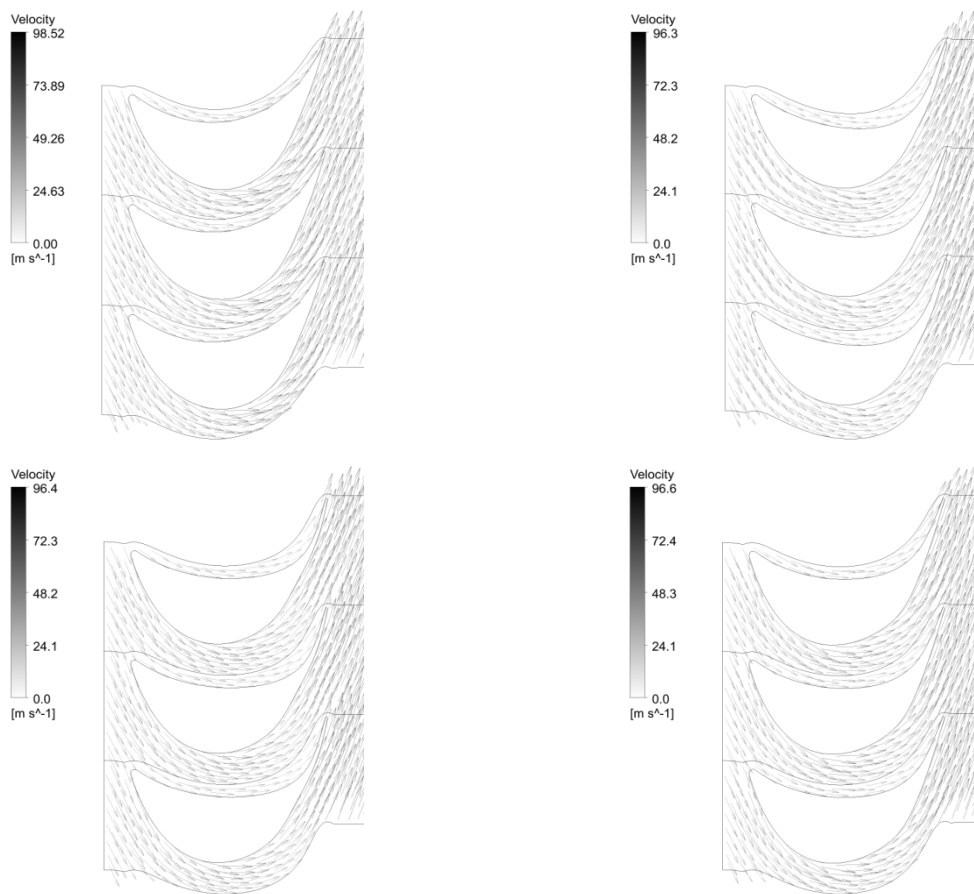 Velocity
98.52
73.89
49.26
24.63
0.00
[m s^-1]
Velocity
96.3
72.2
48.2
24.1
0.0
[m s^-1]
Velocity
96.4
72.3
48.2
24.1
0.0
[m s^-1]
Velocity
96.6
72.4
48.3
24.1
0.0
[m s^-1]